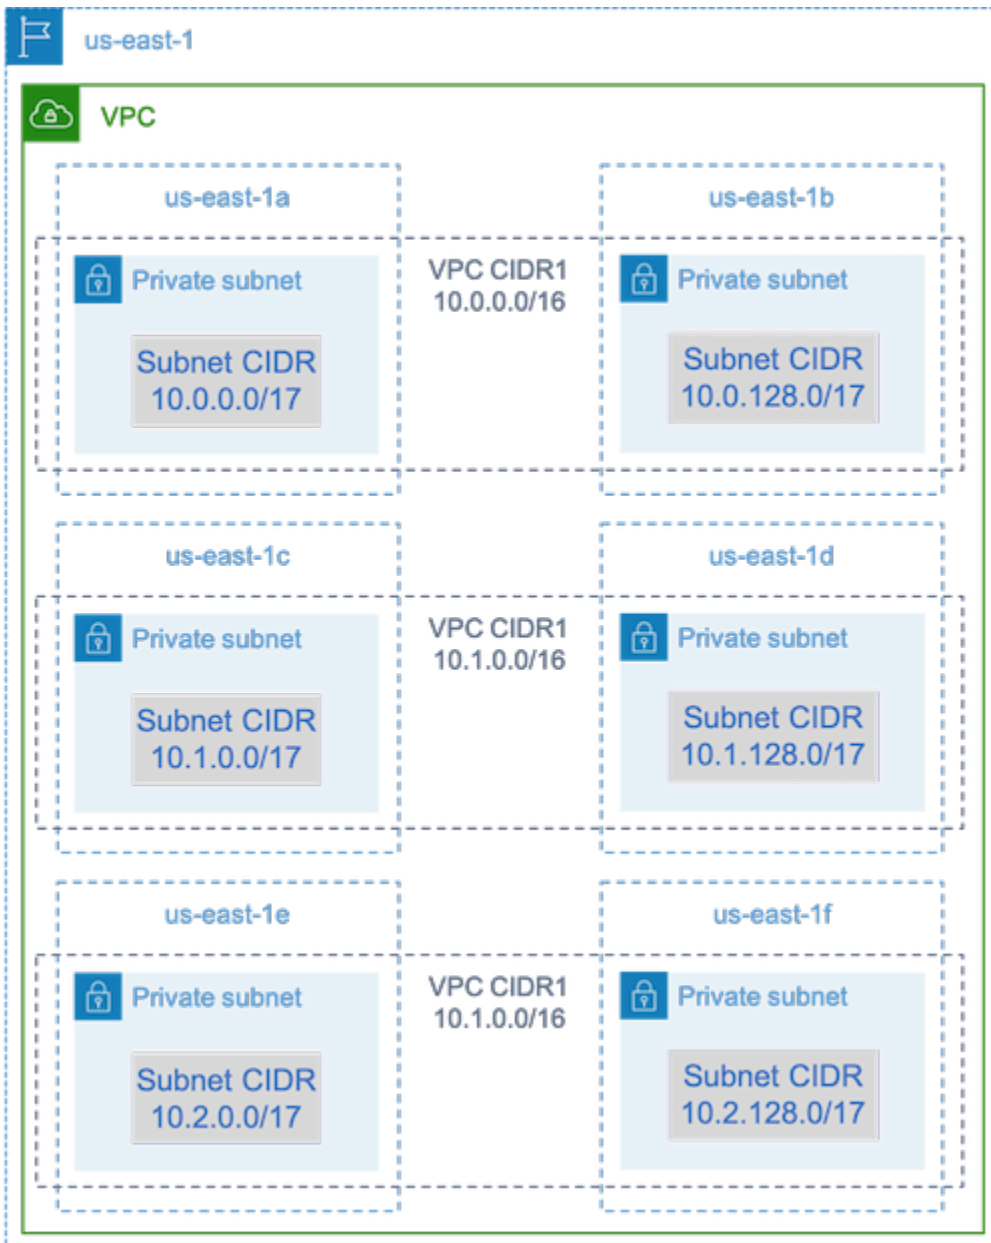 us-east-1
VPC
us-east-1a
us-east-1b
Private subnet
VPC CIDR1
10.0.0.0/16
Private subnet
Subnet CIDR
10.0.0.0/17
Subnet CIDR
10.0.128.0/17
us-east-1c
us-east-1d
Private subnet
VPC CIDR1
10.1.0.0/16
Private subnet
Subnet CIDR
10.1.0.0/17
Subnet CIDR
10.1.128.0/17
us-east-1e
us-east-1f
Private subnet
VPC CIDR1
10.1.0.0/16
Private subnet
Subnet CIDR
10.2.0.0/17
Subnet CIDR
10.2.128.0/17